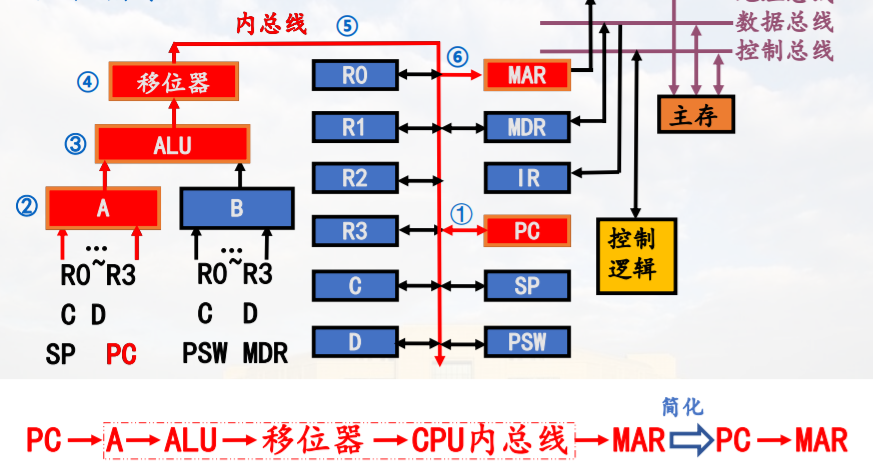 数据总线
内总线 ⑤
控制总线
④ 移位器
R0
⑥
MAR
主存
③ ALU
R1
MDR
R2
IR
② A
B
①
R3
PC
控制
逻辑
… …
R0~R3 R0~R3
C D C D
C
SP
SP PC PSW MDR
D
PSW
简化
PC→A→ALU→移位器→CPU内总线→MAR⇨PC→MAR